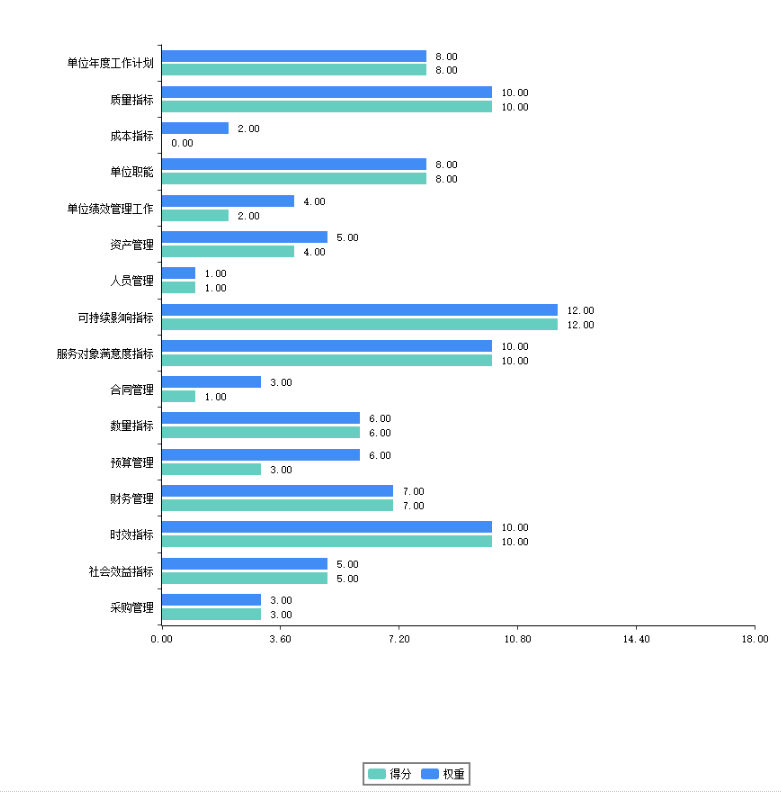 单位年度工作计划
8.00
8.00
质量指标
10.00
10.00
成本指标
2.00
0.00
单位职能
8.00
8.00
单位绩效管理工作
4.00
2.00
资产管理
5.00
4.00
人员管理
1.00
1.00
可持续影响指标
12.00
12.00
服务对象满意度指标
10.00
10.00
合同管理
3.00
1.00
数量指标
6.00
6.00
预算管理
6.00
3.00
财务管理
7.00
7.00
时效指标
10.00
10.00
社会效益指标
5.00
5.00
采购管理
3.00
3.00
0.00 3.60 7.20 10.80 14.40 18.00
得分 权重